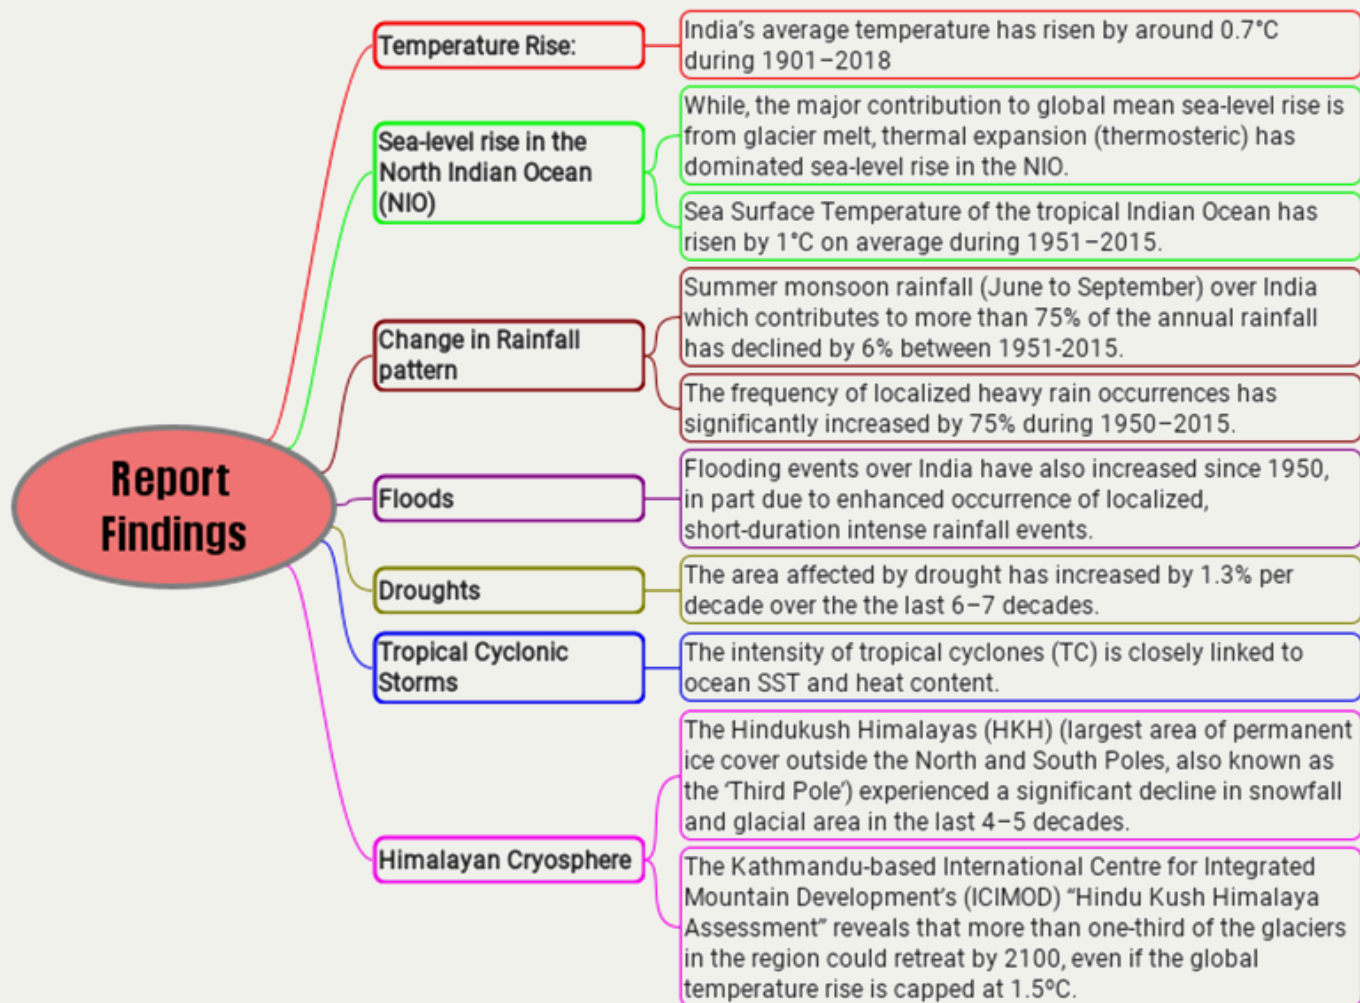 Report
Findings
Temperature Rise:
India’s average temperature has risen by around 0.7°C
during 1901–2018
Sea-level rise in the
North Indian Ocean
(NIO)
While, the major contribution to global mean sea-level rise is
from glacier melt, thermal expansion (thermosteric) has
dominated sea-level rise in the NIO.
Sea Surface Temperature of the tropical Indian Ocean has
risen by 1°C on average during 1951–2015.
Change in Rainfall
pattern
Summer monsoon rainfall (June to September) over India
which contributes to more than 75% of the annual rainfall
has declined by 6% between 1951-2015.
The frequency of localized heavy rain occurrences has
significantly increased by 75% during 1950–2015.
Floods
Flooding events over India have also increased since 1950,
in part due to enhanced occurrence of localized,
short-duration intense rainfall events.
Droughts
The area affected by drought has increased by 1.3% per
decade over the the last 6–7 decades.
Tropical Cyclonic
Storms
The intensity of tropical cyclones (TC) is closely linked to
ocean SST and heat content.
Himalayan Cryosphere
The Hindukush Himalayas (HKH) (largest area of permanent
ice cover outside the North and South Poles, also known as
the ‘Third Pole’) experienced a significant decline in snowfall
and glacial area in the last 4–5 decades.
The Kathmandu-based International Centre for Integrated
Mountain Development’s (ICIMOD) “Hindu Kush Himalaya
Assessment” reveals that more than one-third of the glaciers
in the region could retreat by 2100, even if the global
temperature rise is capped at 1.5ºC.